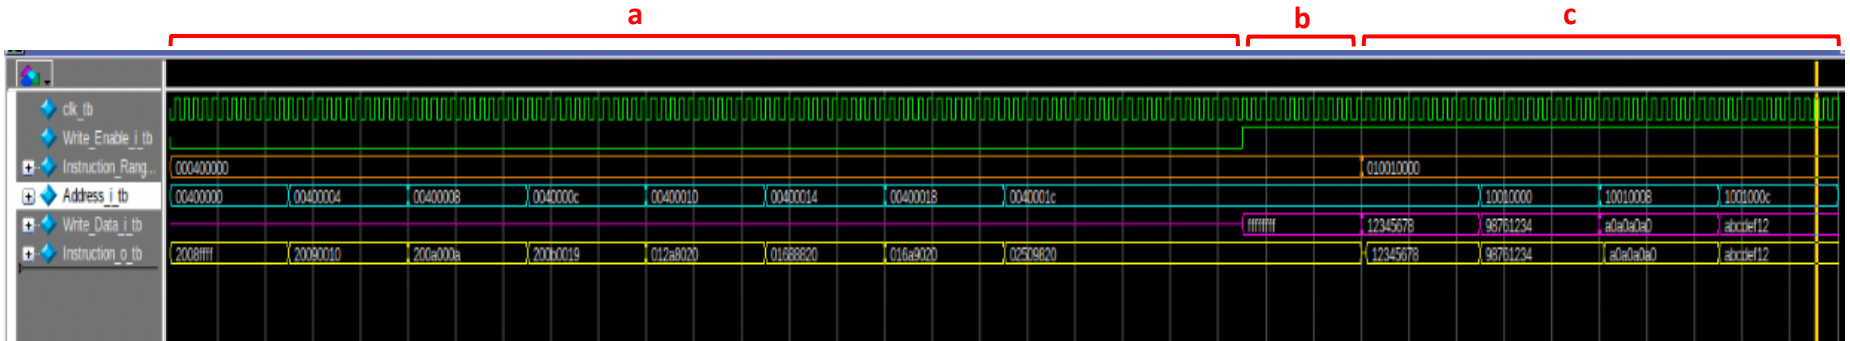 a b c
clk_tb
Write_Enable_i_tb
Instruction_Rang... 000400000 010010000
Address_i_tb 00400000 00400004 00400008 0040000c 00400010 00400014 00400018 0040001c 10010000 10010008 1001000c
Write_Data_i_tb ffffffff 12345678 98761234 a0a0a0a0 abcdef12
Instruction_o_tb 2008ffff 20090010 200a000a 200b0019 012a8020 01688820 016a9020 02509820 12345678 98761234 a0a0a0a0 abcdef12